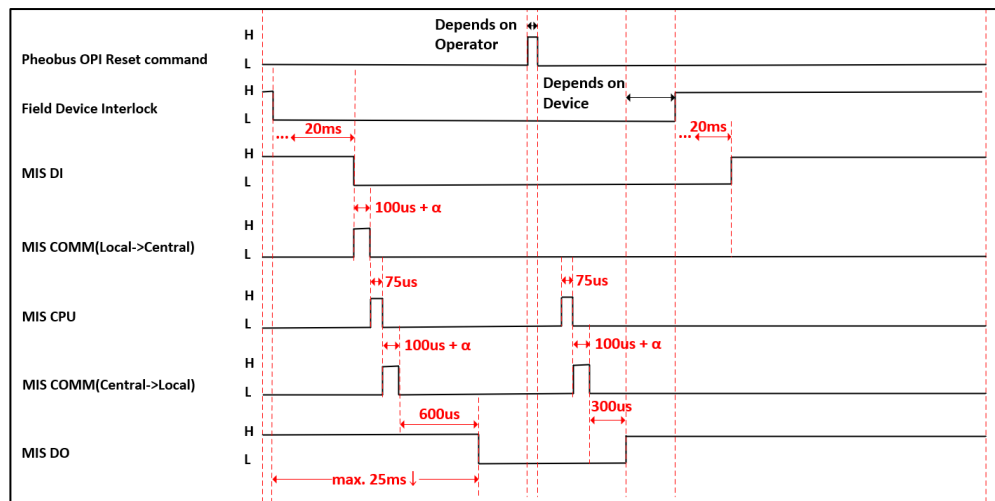 Depends on
Operator
H
Pheobus OPI Reset command
L
H
Field Device Interlock
L
Depends on
Device
... 20ms
... 20ms
H
MIS DI
L
100us + α
H
MIS COMM(Local->Central)
L
75us
75us
H
MIS CPU
L
100us + α
100us + α
H
MIS COMM(Central->Local)
L
600us
300us
H
MIS DO
L
max. 25ms↓